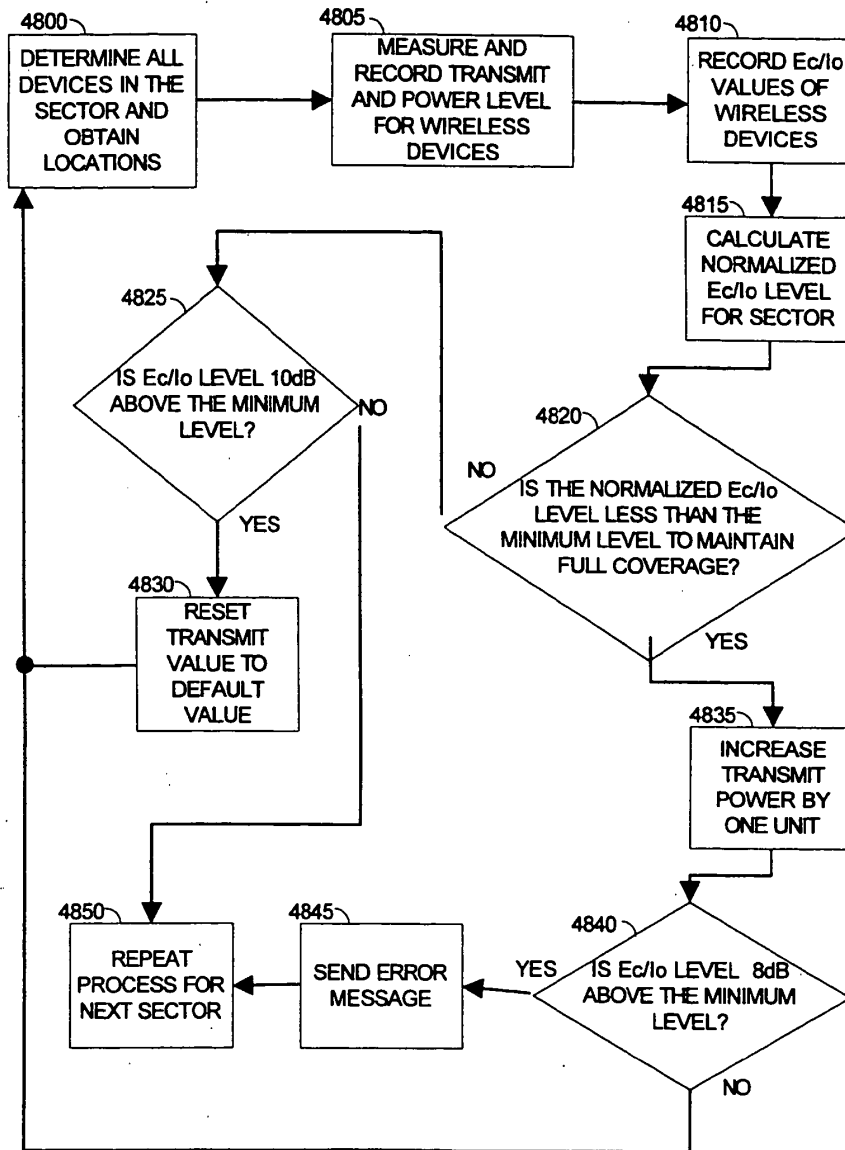 4800
DETERMINE ALL
DEVICES IN THE
SECTOR AND
OBTAIN
LOCATIONS
4805
MEASURE AND
RECORD TRANSMIT
AND POWER LEVEL
FOR WIRELESS
DEVICES
4810
RECORD Ec/Io
VALUES OF
WIRELESS
DEVICES
4815
CALCULATE
NORMALIZED
Ec/Io LEVEL
FOR SECTOR
4820
NO
IS THE NORMALIZED Ec/Io
LEVEL LESS THAN THE
MINIMUM LEVEL TO MAINTAIN
FULL COVERAGE?
YES
4825
IS Ec/Io LEVEL 10dB
ABOVE THE MINIMUM
LEVEL?
NO
YES
4830
RESET
TRANSMIT
VALUE TO
DEFAULT
VALUE
4835
INCREASE
TRANSMIT
POWER BY
ONE UNIT
4840
YES
IS Ec/Io LEVEL 8dB
ABOVE THE MINIMUM
LEVEL?
NO
4845
SEND ERROR
MESSAGE
4850
REPEAT
PROCESS FOR
NEXT SECTOR